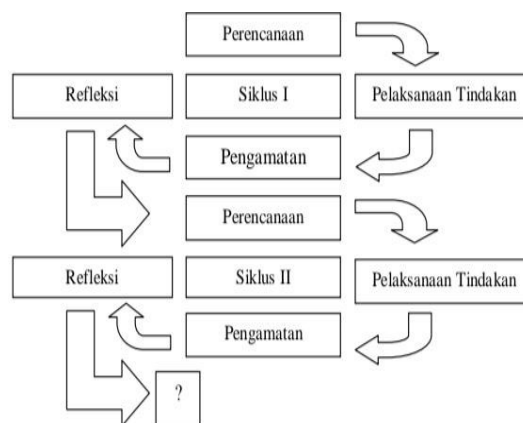 Perencanaan
Refleksi
Siklus I
Pelaksanaan Tindakan
Pengamatan
Perencanaan
Refleksi
Siklus II
Pelaksanaan Tindakan
Pengamatan
?